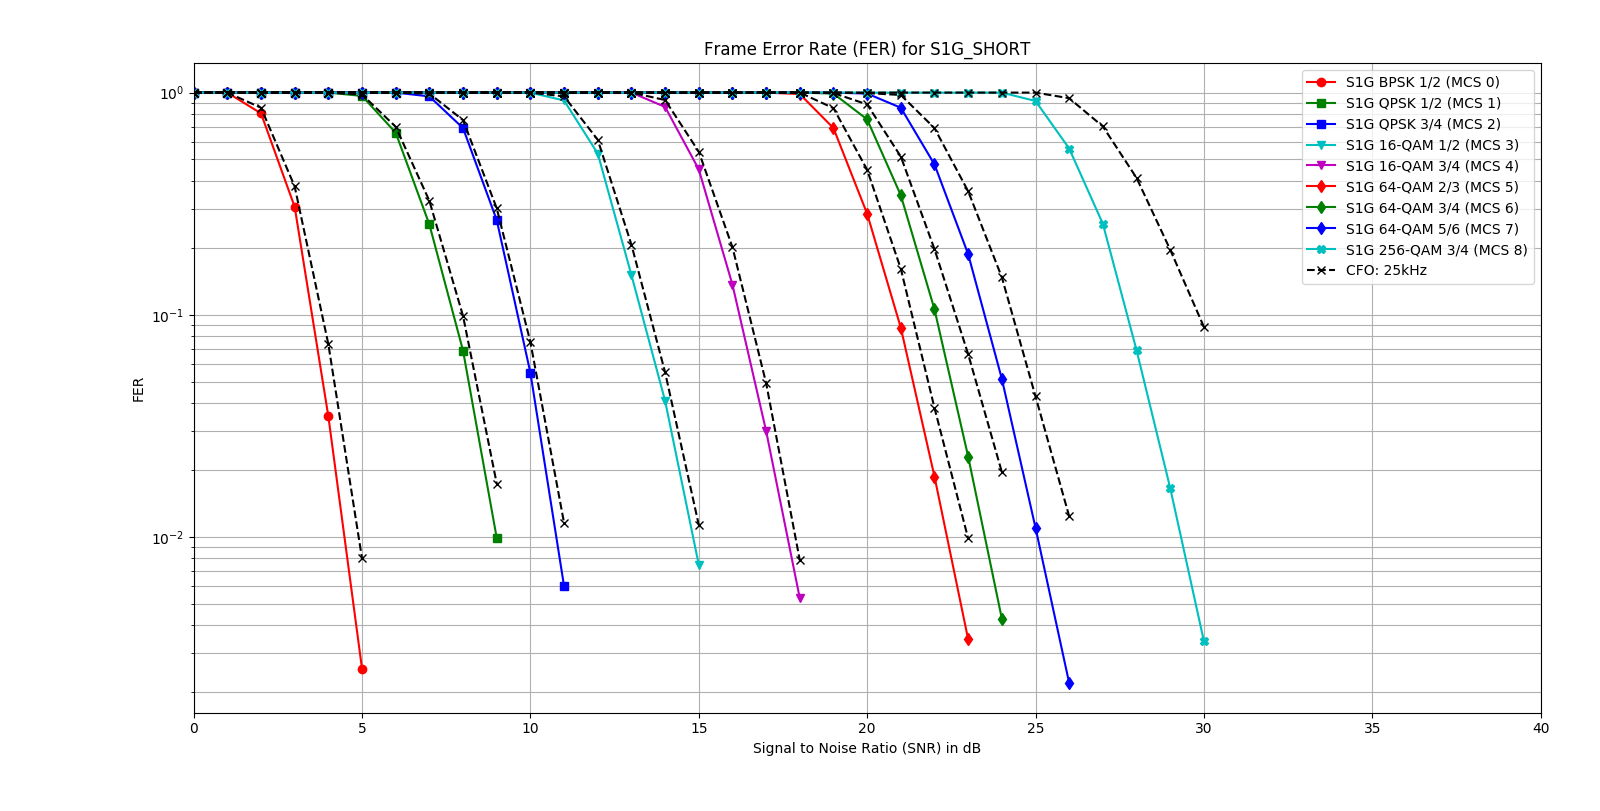 Frame Error Rate (FER) for S1G_SHORT
S1G BPSK 1/2 (MCS 0)
S1G QPSK 1/2 (MCS 1)
S1G QPSK 3/4 (MCS 2)
S1G 16-QAM 1/2 (MCS 3)
S1G 16-QAM 3/4 (MCS 4)
S1G 64-QAM 2/3 (MCS 5)
S1G 64-QAM 3/4 (MCS 6)
S1G 64-QAM 5/6 (MCS 7)
S1G 256-QAM 3/4 (MCS 8)
CFO: 25kHz
10⁰
10⁻¹
10⁻²
FER
0 5 10 15 20 25 30 35 40
Signal to Noise Ratio (SNR) in dB